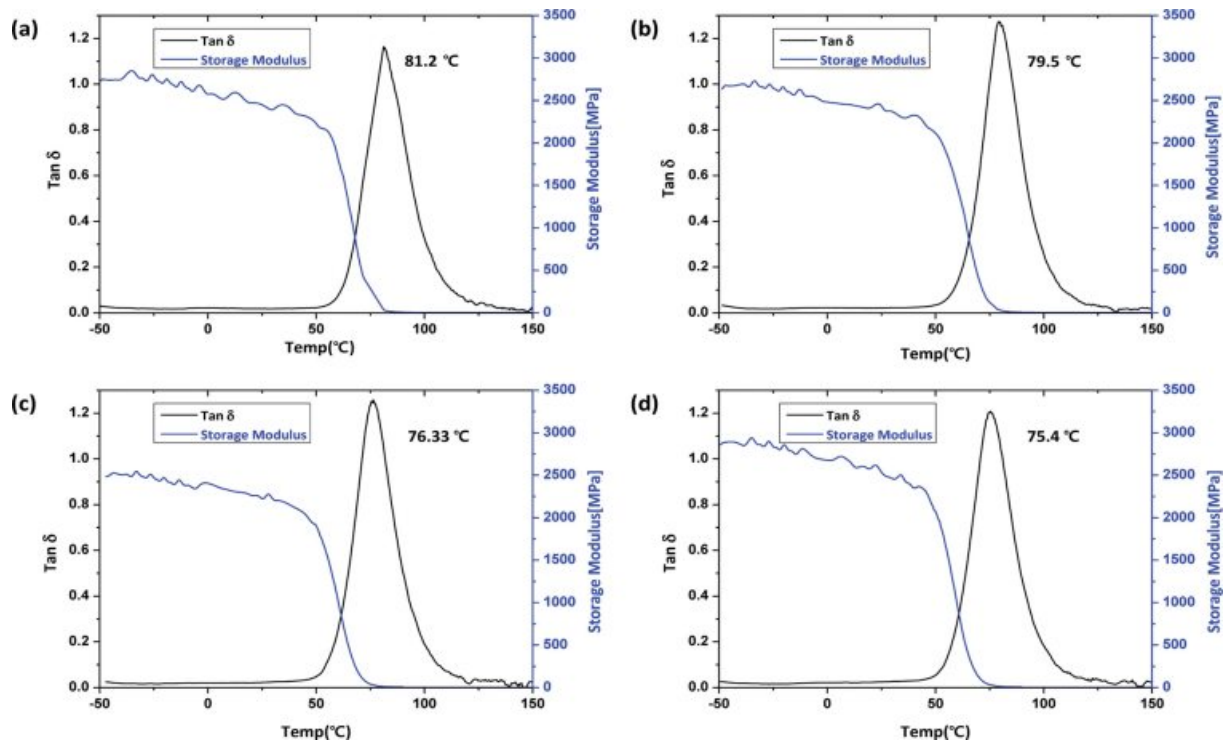 (a)
Tan δ
Storage Modulus
81.2 ℃
1.2
1.0
0.8
0.6
0.4
0.2
0.0
Tan δ
3500
3000
2500
2000
1500
1000
500
0
Storage Modulus[MPa]
-50 0 50 100 150
Temp(℃)
(b)
Tan δ
Storage Modulus
79.5 ℃
1.2
1.0
0.8
0.6
0.4
0.2
0.0
Tan δ
3500
3000
2500
2000
1500
1000
500
0
Storage Modulus[MPa]
-50 0 50 100 150
Temp(℃)
(c)
Tan δ
Storage Modulus
76.33 ℃
1.2
1.0
0.8
0.6
0.4
0.2
0.0
Tan δ
3500
3000
2500
2000
1500
1000
500
0
Storage Modulus[MPa]
-50 0 50 100 150
Temp(℃)
(d)
Tan δ
Storage Modulus
75.4 ℃
1.2
1.0
0.8
0.6
0.4
0.2
0.0
Tan δ
3500
3000
2500
2000
1500
1000
500
0
Storage Modulus[MPa]
-50 0 50 100 150
Temp(℃)